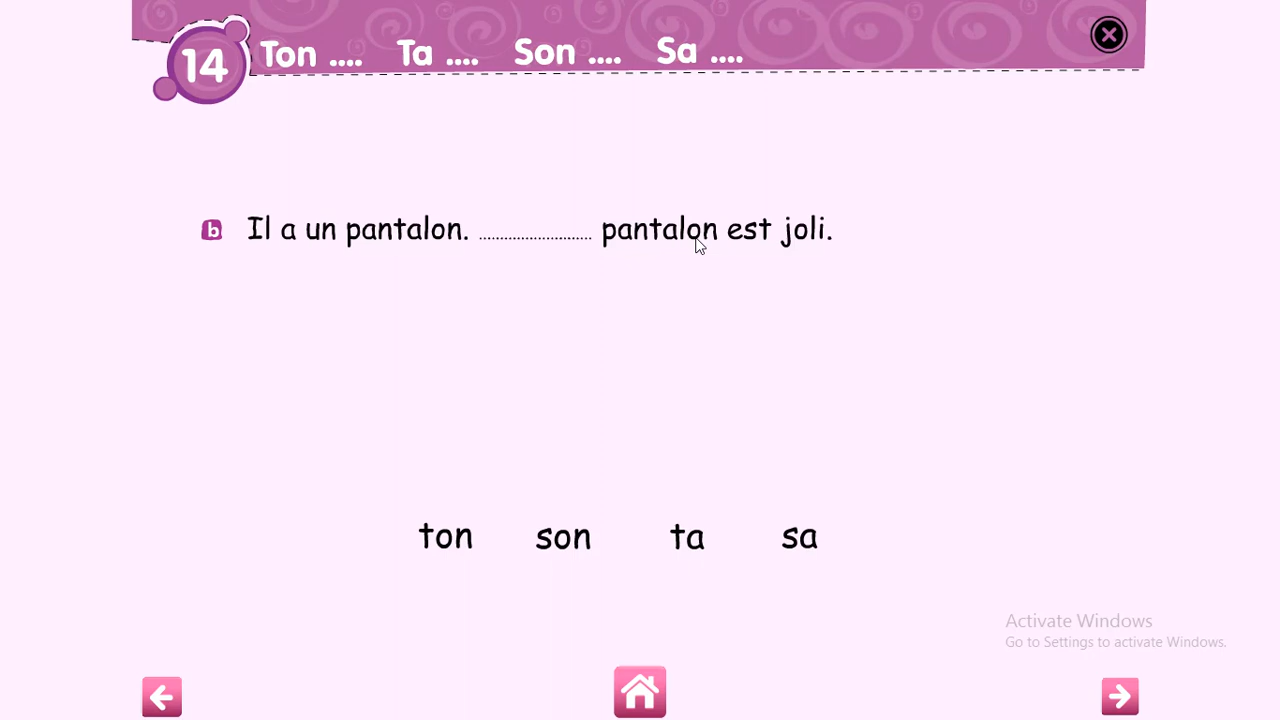 14 Ton .... Ta .... Son .... Sa ....
b Il a un pantalon. ........................... pantalon est joli.
ton son ta sa
Activate Windows
Go to Settings to activate Windows.